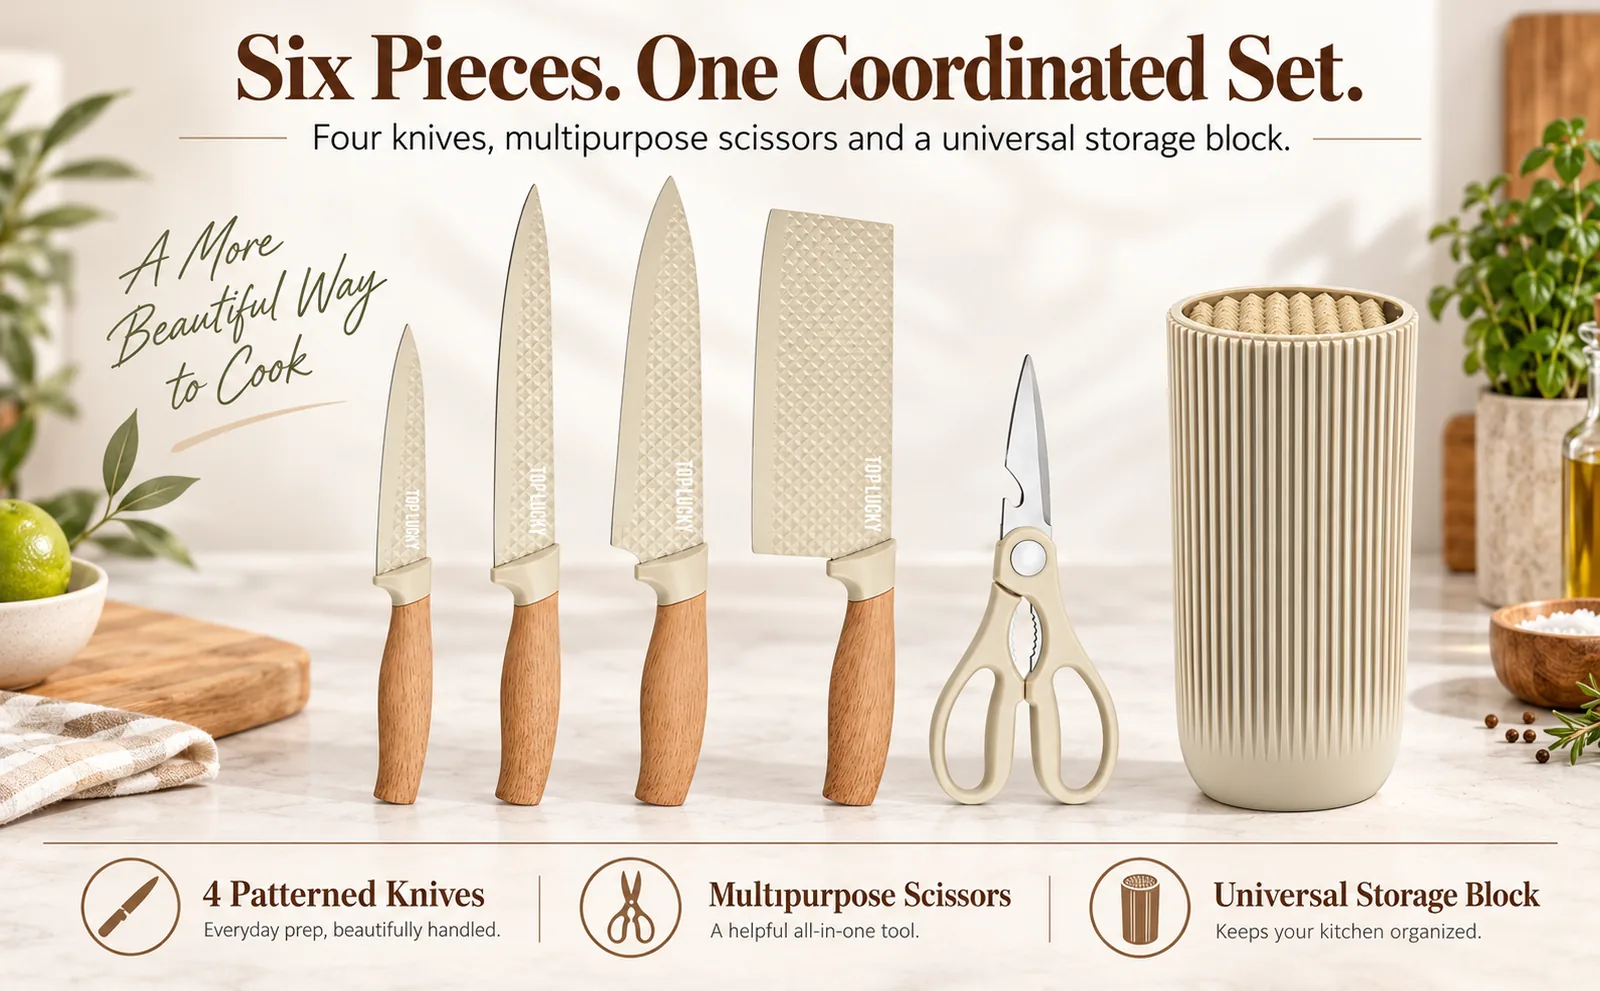 Six Pieces. One Coordinated Set.
Four knives, multipurpose scissors and a universal storage block.
A More
Beautiful Way
to Cook
TOP LUCKY
TOP LUCKY
TOP LUCKY
TOP LUCKY
4 Patterned Knives
Everyday prep, beautifully handled.
Multıpurpose Scissors
A helpful all-in-one tool.
Universal Storage Block
Keeps your kitchen organized.